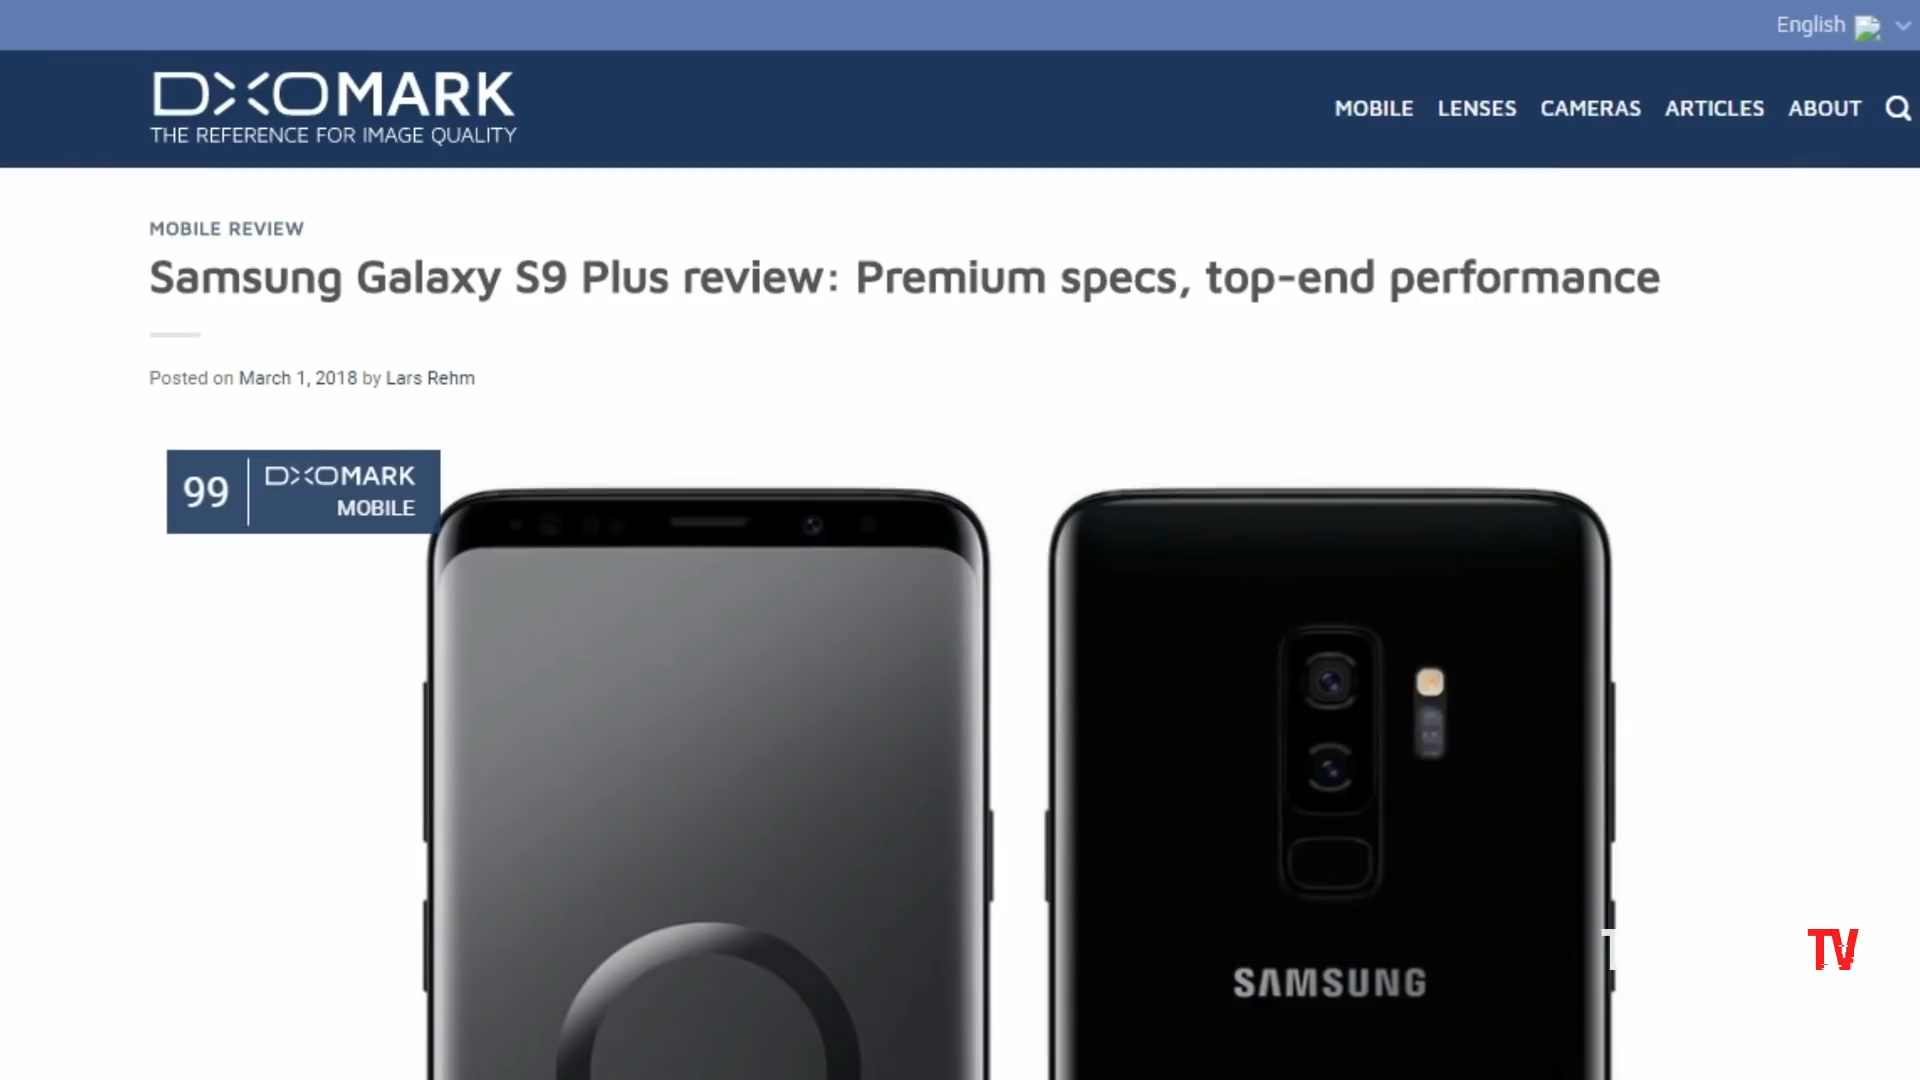 English
DXOMARK
THE REFERENCE FOR IMAGE QUALITY
MOBILE LENSES CAMERAS ARTICLES ABOUT
MOBILE REVIEW
Samsung Galaxy S9 Plus review: Premium specs, top-end performance
Posted on March 1, 2018 by Lars Rehm
99 DXOMARK
MOBILE
SAMSUNG
TV